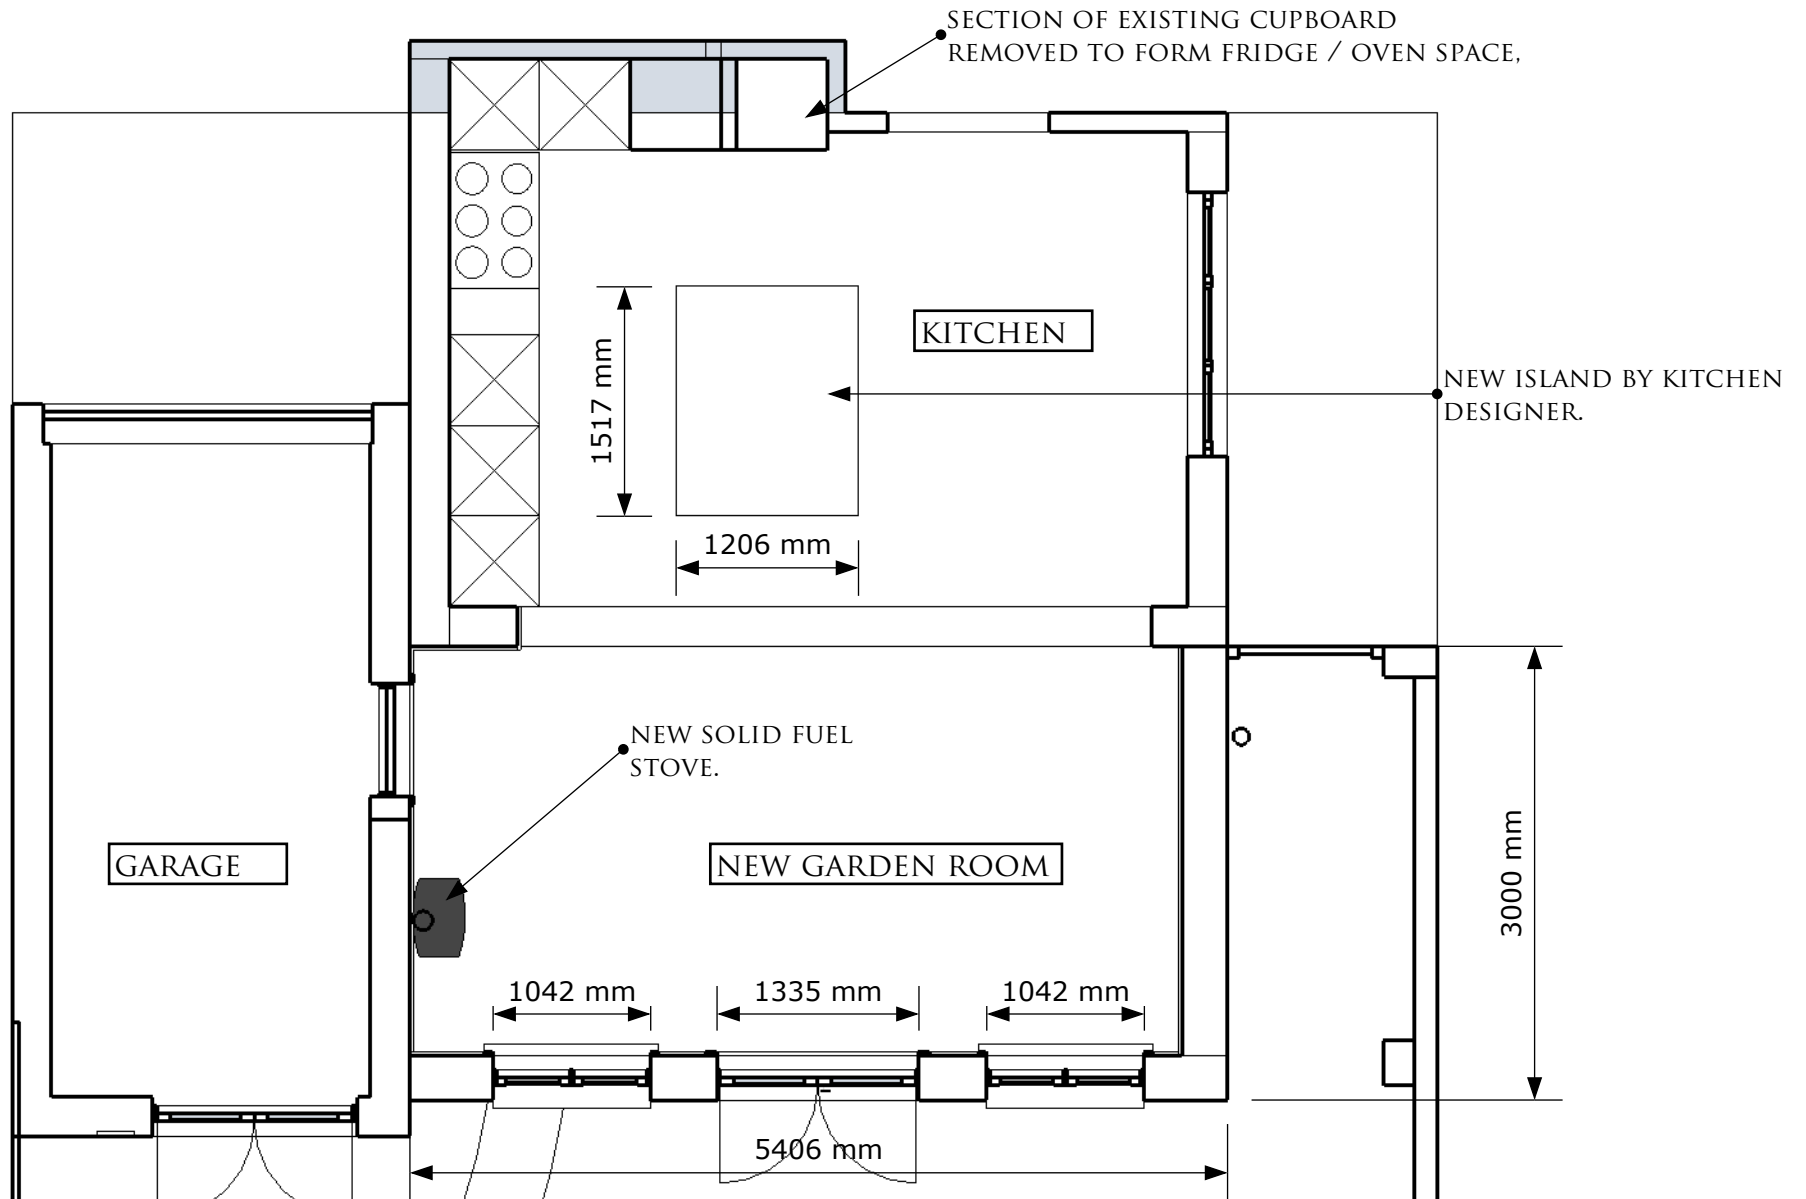 SECTION OF EXISTING CUPBOARD
REMOVED TO FORM FRIDGE / OVEN SPACE,
KITCHEN
1517 mm
NEW ISLAND BY KITCHEN
DESIGNER.
1206 mm
NEW SOLID FUEL
STOVE.
GARAGE
NEW GARDEN ROOM
3000 mm
1042 mm
1335 mm
1042 mm
5406 mm